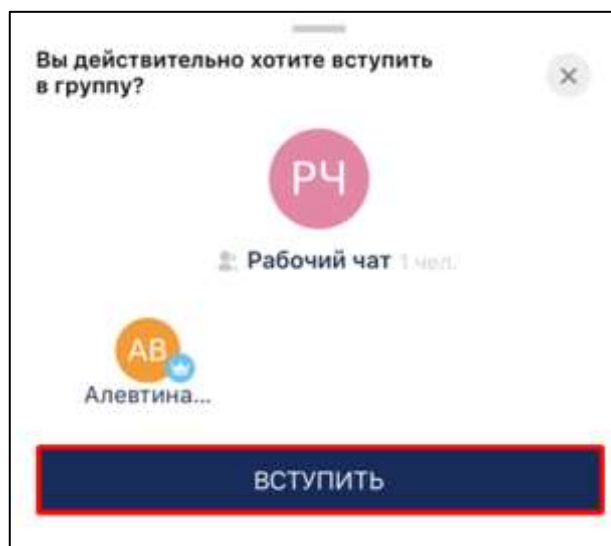 Вы действительно хотите вступить
в группу?
РЧ
Рабочий чат 1 чел.
АВ
Алевтина...
ВСТУПИТЬ